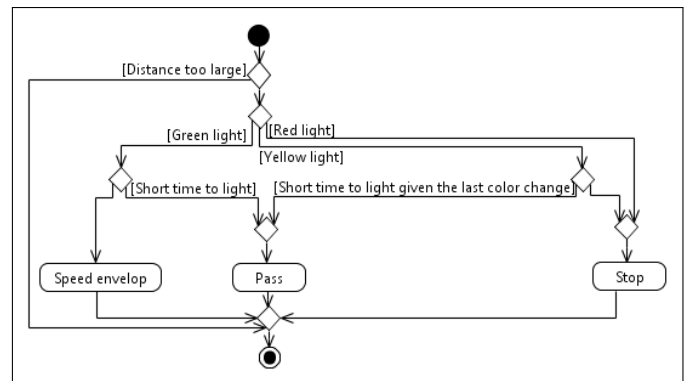 [Distance too large]
[Green light]
[Red light]
[Yellow light]
[Short time to light]
[Short time to light given the last color change]
Speed envelop
Pass
Stop